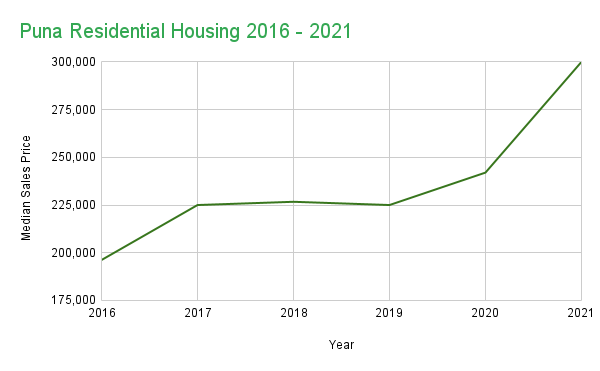 Puna Residential Housing 2016 - 2021
Median Sales Price
300,000
275,000
250,000
225,000
200,000
175,000
2016 2017 2018 2019 2020 2021
Year